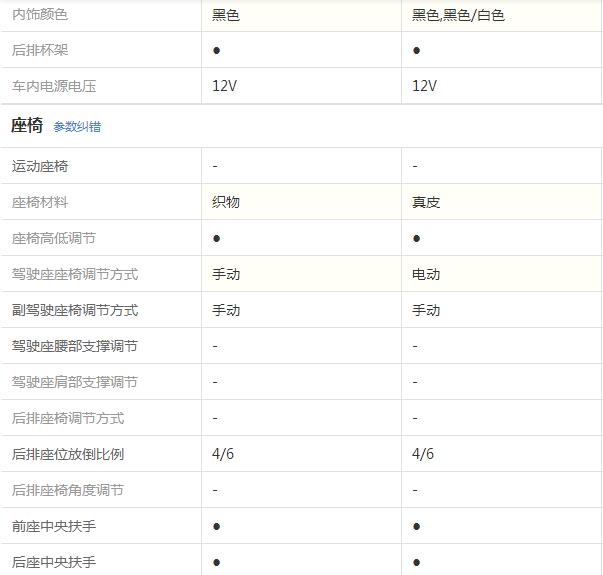 内饰颜色 黑色 黑色,黑色/白色
后排杯架 ● ●
车内电源电压 12V 12V
座椅 参数纠错
运动座椅 - -
座椅材料 织物 真皮
座椅高低调节 ● ●
驾驶座座椅调节方式 手动 电动
副驾驶座椅调节方式 手动 手动
驾驶座腰部支撑调节 - -
驾驶座肩部支撑调节 - -
后排座椅调节方式 - -
后排座位放倒比例 4/6 4/6
后排座椅角度调节 - -
前座中央扶手 ● ●
后座中央扶手 ● ●